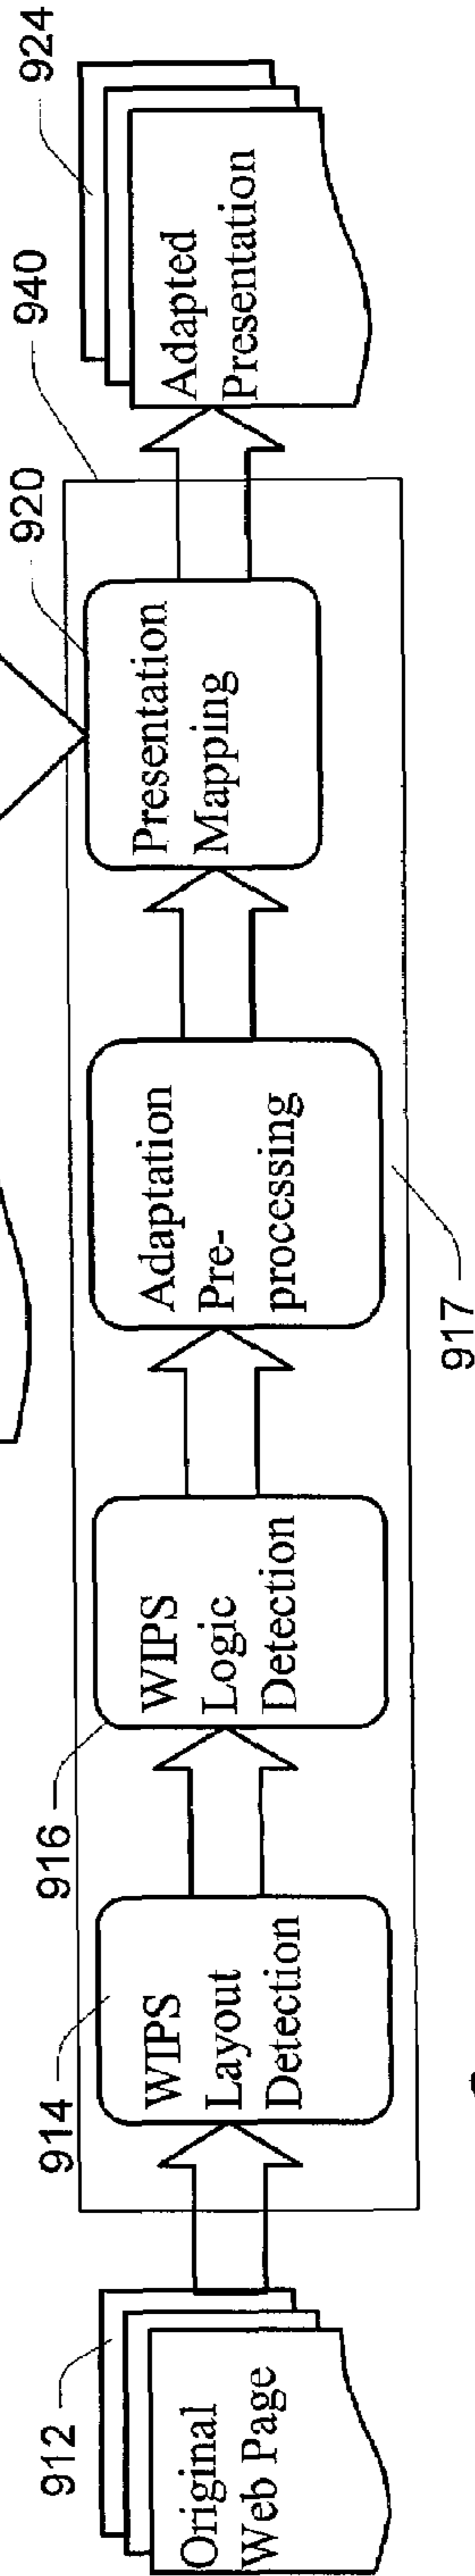 912
Original
Web Page
914
WIPS
Layout
Detection
916
WIPS
Logic
Detection
Adaptation
Pre-
processing
917
920
Presentation
Mapping
940
924
Adapted
Presentation